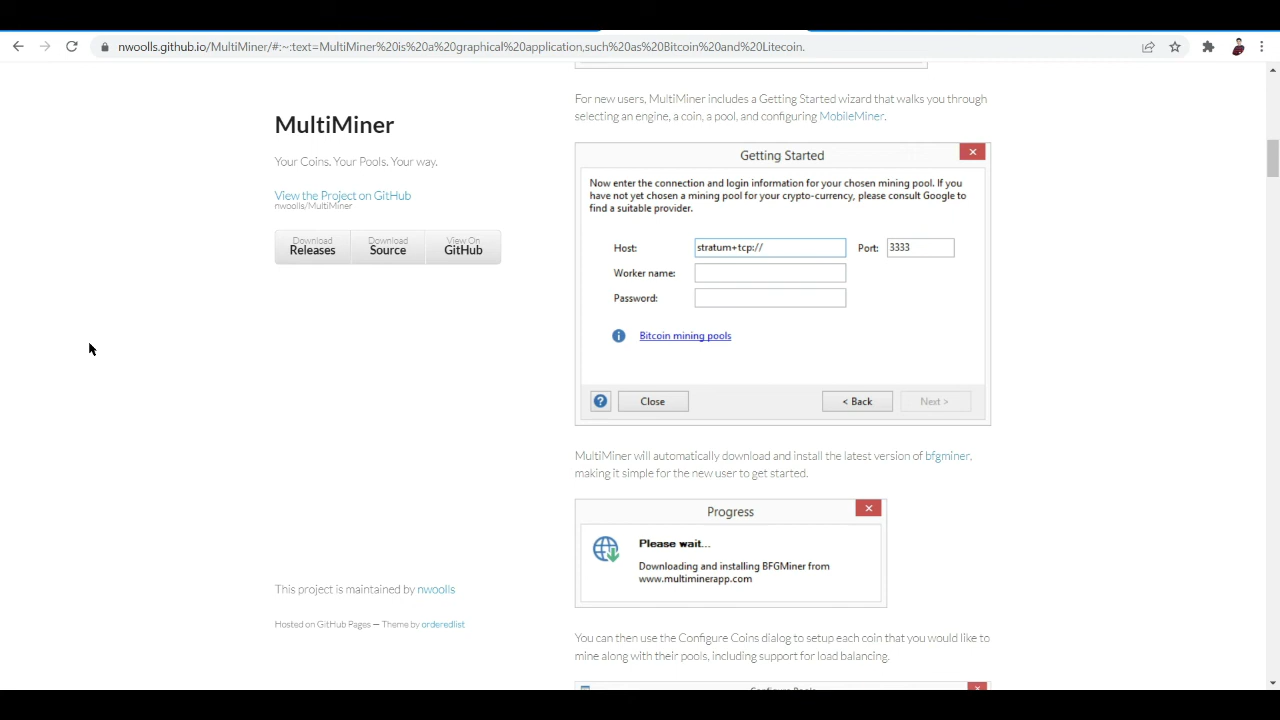 nwoolls.github.io/MultiMiner/#:~:text=MultiMiner%20is%20a%20graphical%20application,such%20as%20Bitcoin%20and%20Litecoin.
MultiMiner
Your Coins. Your Pools. Your way.
View the Project on GitHub
nwoolls/MultiMiner
Download
Releases
Download
Source
View On
GitHub
This project is maintained by nwoolls
Hosted on GitHub Pages — Theme by orderedlist
For new users, MultiMiner includes a Getting Started wizard that walks you through
selecting an engine, a coin, a pool, and configuring MobileMiner.
Getting Started
Now enter the connection and login information for your chosen mining pool. If you
have not yet chosen a mining pool for your crypto-currency, please consult Google to
find a suitable provider.
Host: stratum+tcp:// Port: 3333
Worker name:
Password:
Bitcoin mining pools
? Close < Back Next >
MultiMiner will automatically download and install the latest version of bfgminer,
making it simple for the new user to get started.
Progress
Please wait...
Downloading and installing BFGMiner from
www.multiminerapp.com
You can then use the Configure Coins dialog to setup each coin that you would like to
mine along with their pools, including support for load balancing.